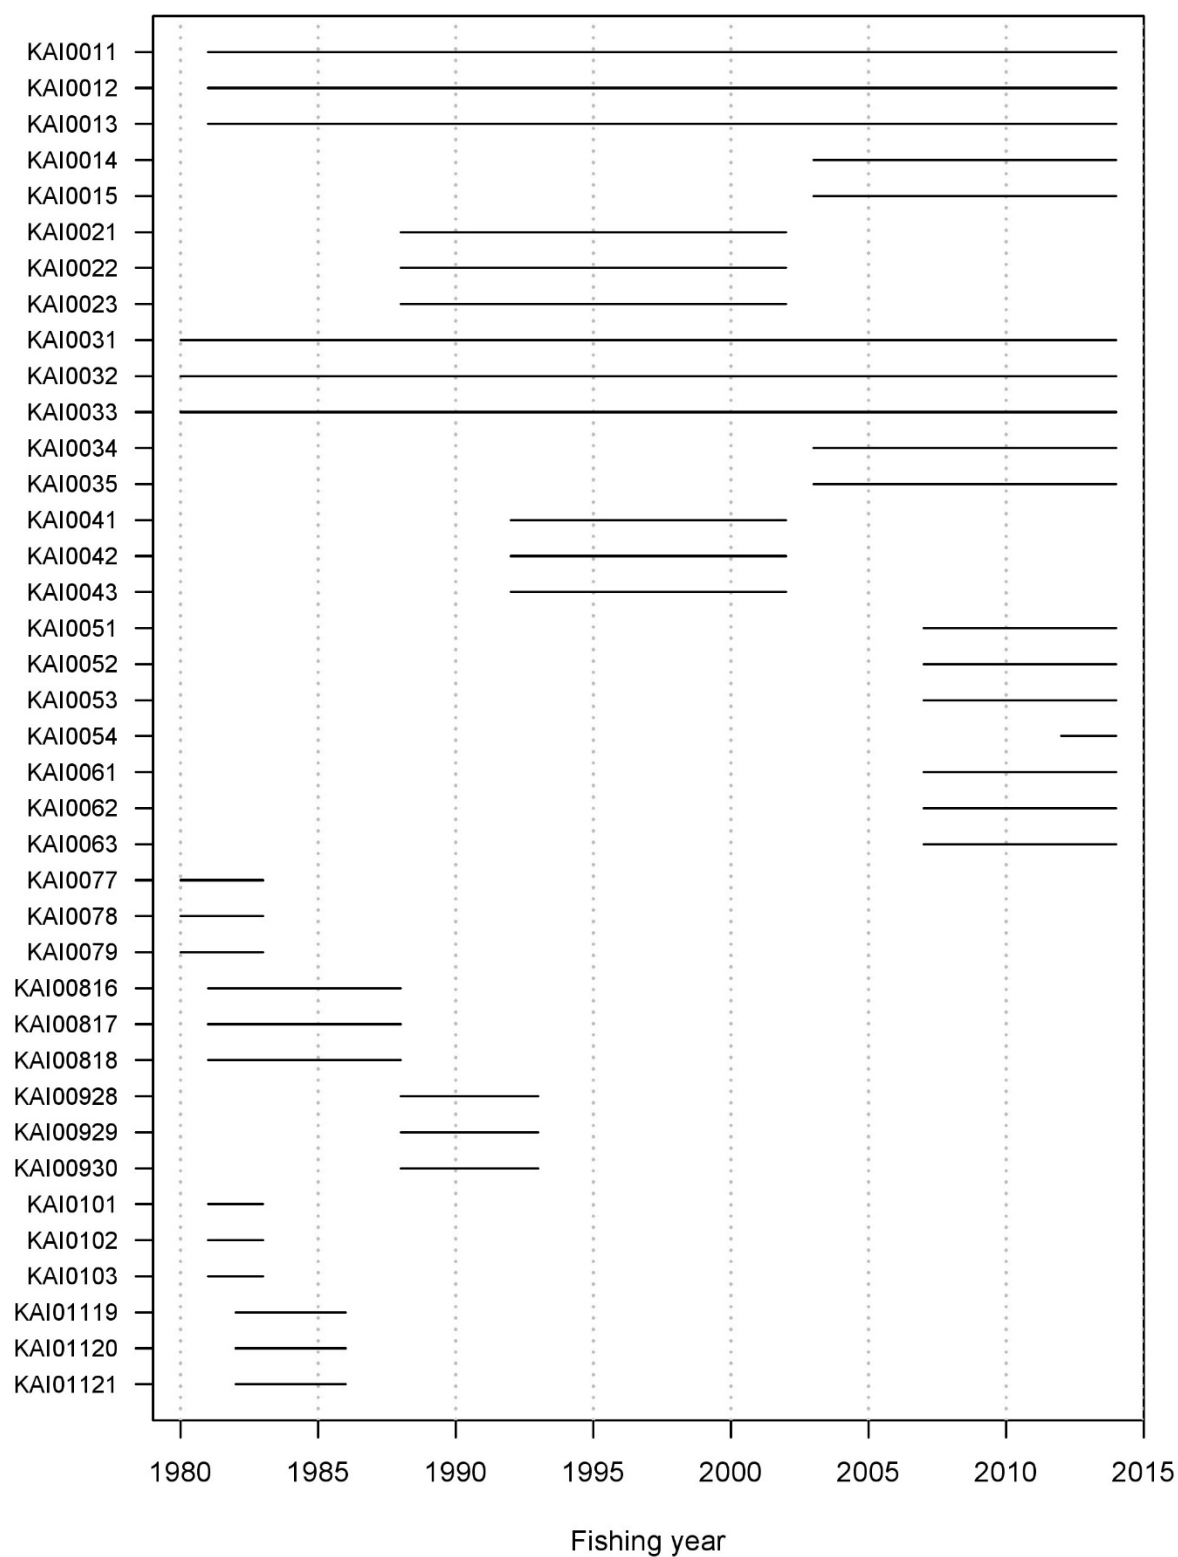 KAI0011
KAI0012
KAI0013
KAI0014
KAI0015
KAI0021
KAI0022
KAI0023
KAI0031
KAI0032
KAI0033
KAI0034
KAI0035
KAI0041
KAI0042
KAI0043
KAI0051
KAI0052
KAI0053
KAI0054
KAI0061
KAI0062
KAI0063
KAI0077
KAI0078
KAI0079
KAI00816
KAI00817
KAI00818
KAI00928
KAI00929
KAI00930
KAI0101
KAI0102
KAI0103
KAI01119
KAI01120
KAI01121
1980 1985 1990 1995 2000 2005 2010 2015
Fishing year